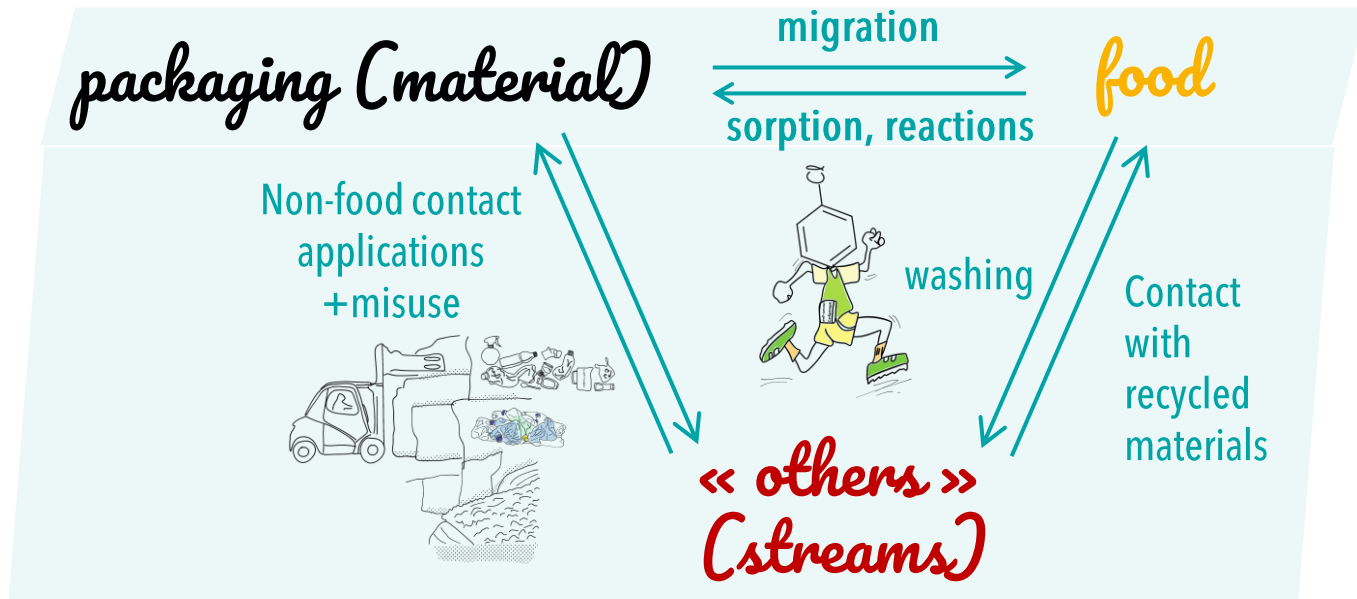 migration
packaging (material)
food
sorption, reactions
Non-food contact
applications
+misuse
washing
Contact
with
recycled
materials
« others »
(streams)